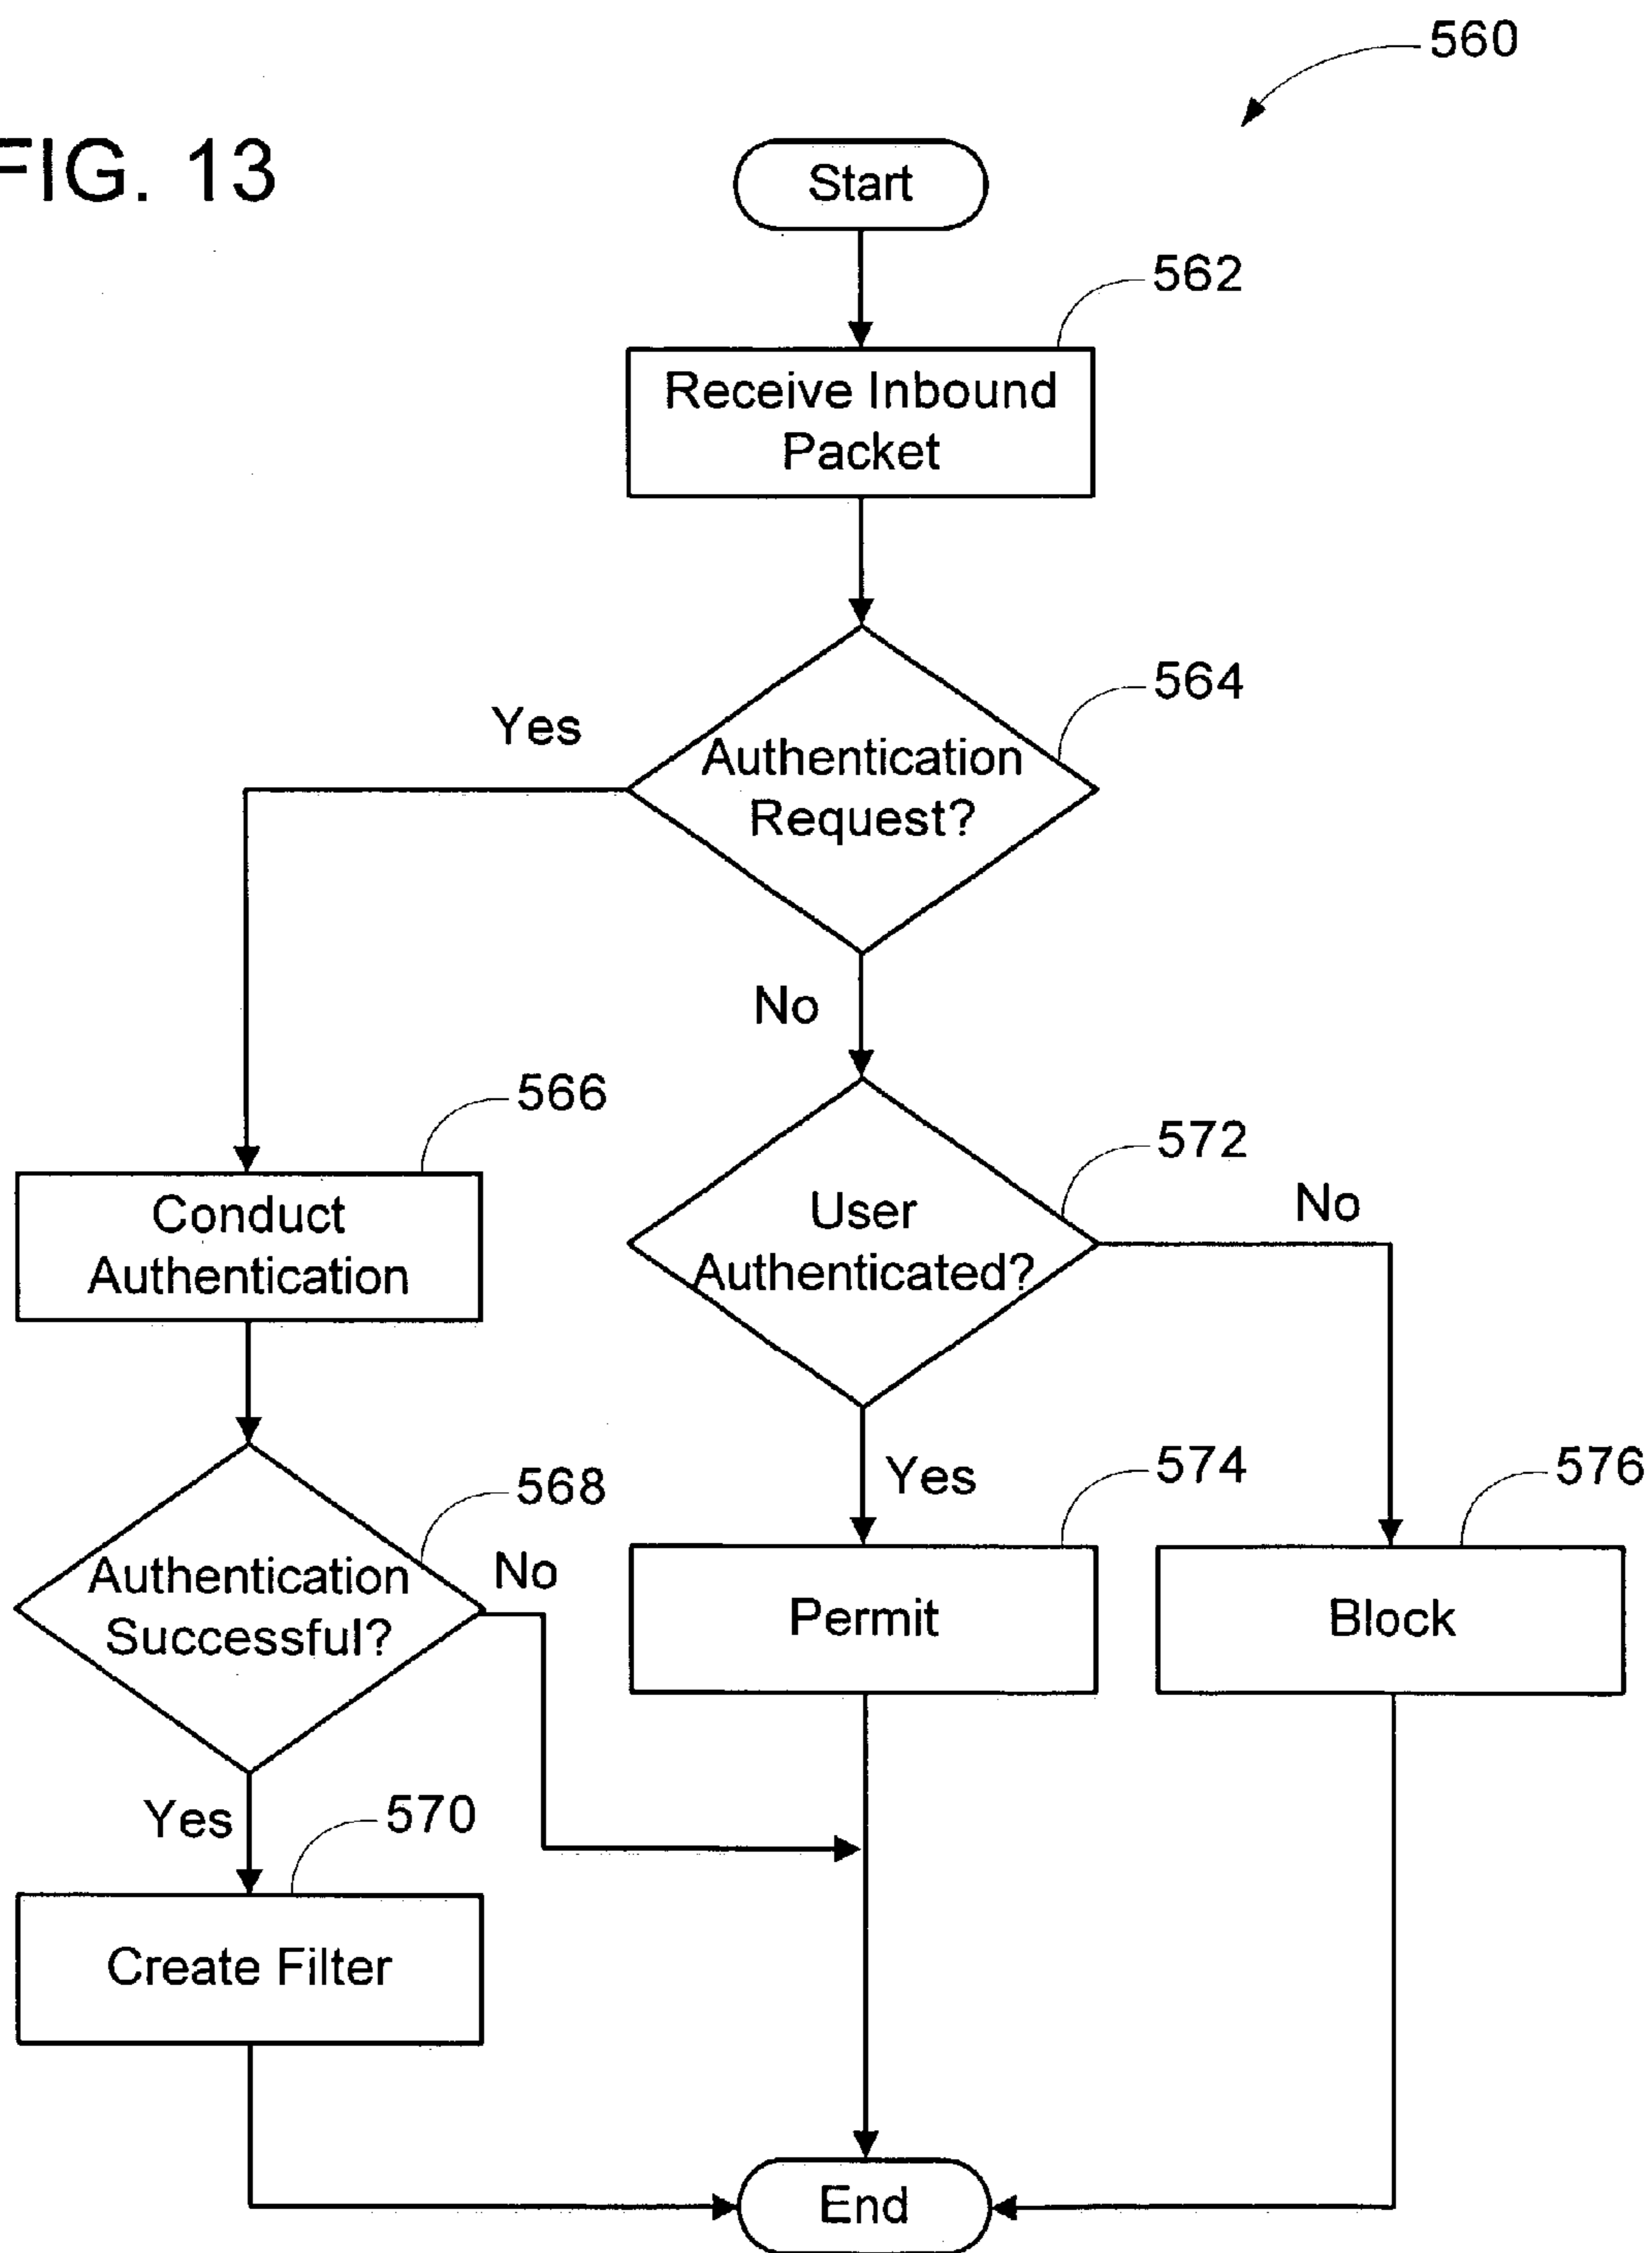 560
FIG. 13
Start
562
Receive Inbound
Packet
564
Yes
Authentication
Request?
No
566
572
Conduct
Authentication
User
Authenticated?
No
568
Yes
574
576
Authentication
Successful?
No
Permit
Block
Yes
570
Create Filter
End